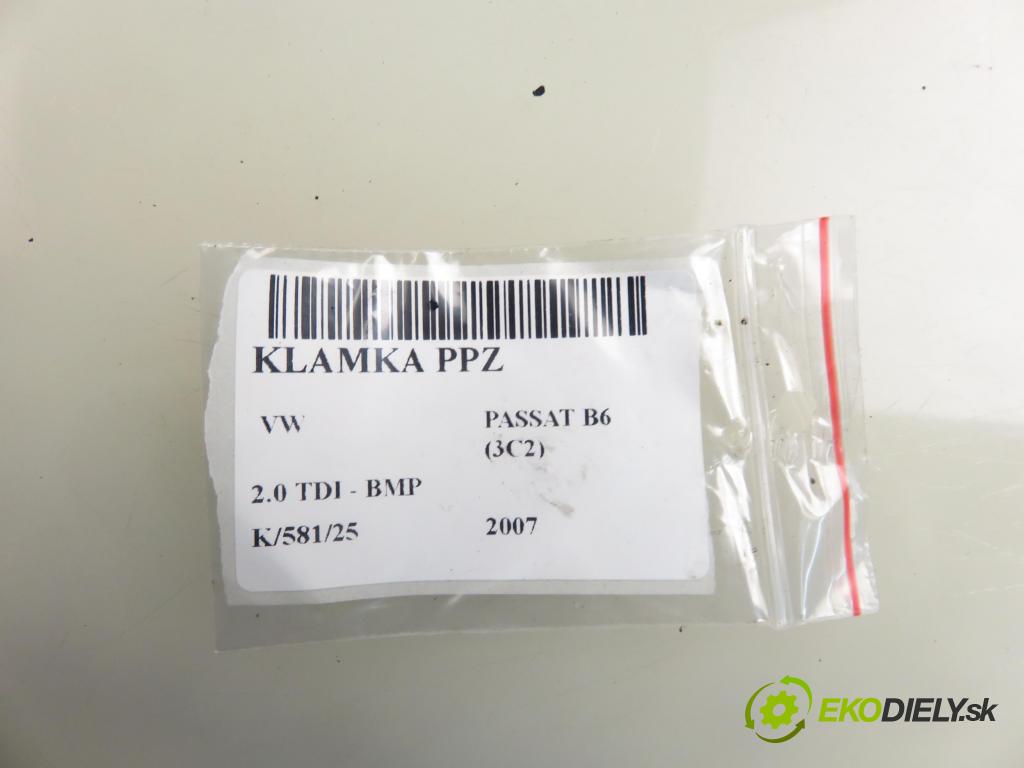 KLAMKA PPZ
VW
PASSAT B6
(3C2)
2.0 TDI - BMP
K/581/25
2007
EKODIELY.sk